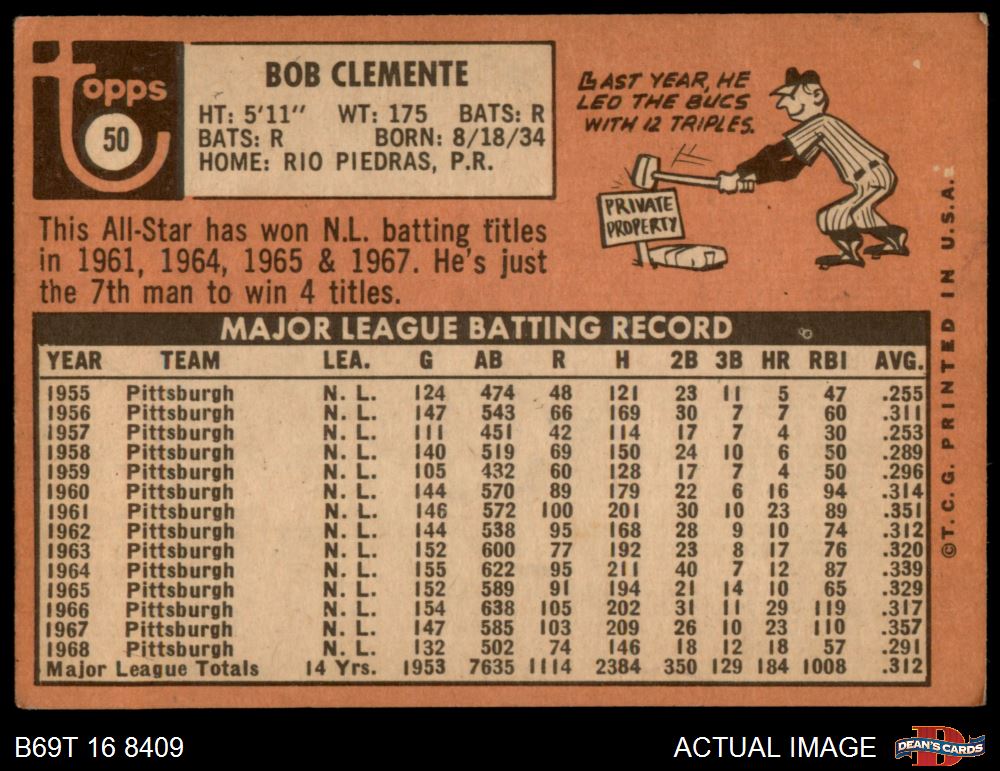 Topps
50
BOB CLEMENTE
HT: 5'11" WT: 175 BATS: R
BATS: R BORN: 8/18/34
HOME: RIO PIEDRAS, P.R.
LAST YEAR, HE
LED THE BUCS
WITH 12 TRIPLES.
PRIVATE
PROPERTY
This All-Star has won N.L. batting titles
in 1961, 1964, 1965 & 1967. He's just
the 7th man to win 4 titles.
MAJOR LEAGUE BATTING RECORD
YEAR TEAM LEA. G AB R H 2B 3B HR RBI AVG.
1955 Pittsburgh N. L. 124 474 48 121 23 11 5 47 .255
1956 Pittsburgh N. L. 147 543 66 169 30 7 7 60 .311
1957 Pittsburgh N. L. 111 451 42 114 17 7 4 30 .253
1958 Pittsburgh N. L. 140 519 69 150 24 10 6 50 .289
1959 Pittsburgh N. L. 105 432 60 128 17 7 4 50 .296
1960 Pittsburgh N. L. 144 570 89 179 22 6 16 94 .314
1961 Pittsburgh N. L. 146 572 100 201 30 10 23 89 .351
1962 Pittsburgh N. L. 144 538 95 168 28 9 10 74 .312
1963 Pittsburgh N. L. 152 600 77 192 23 8 17 76 .320
1964 Pittsburgh N. L. 155 622 95 211 40 7 12 87 .339
1965 Pittsburgh N. L. 152 589 91 194 21 14 10 65 .329
1966 Pittsburgh N. L. 154 638 105 202 31 11 29 119 .317
1967 Pittsburgh N. L. 147 585 103 209 26 10 23 110 .357
1968 Pittsburgh N. L. 132 502 74 146 18 12 18 57 .291
Major League Totals 14 Yrs. 1953 7635 1114 2384 350 129 184 1008 .312
©T.C.G. PRINTED IN U.S.A.
B69T 16 8409
ACTUAL IMAGE
D
DEAN'S CARDS